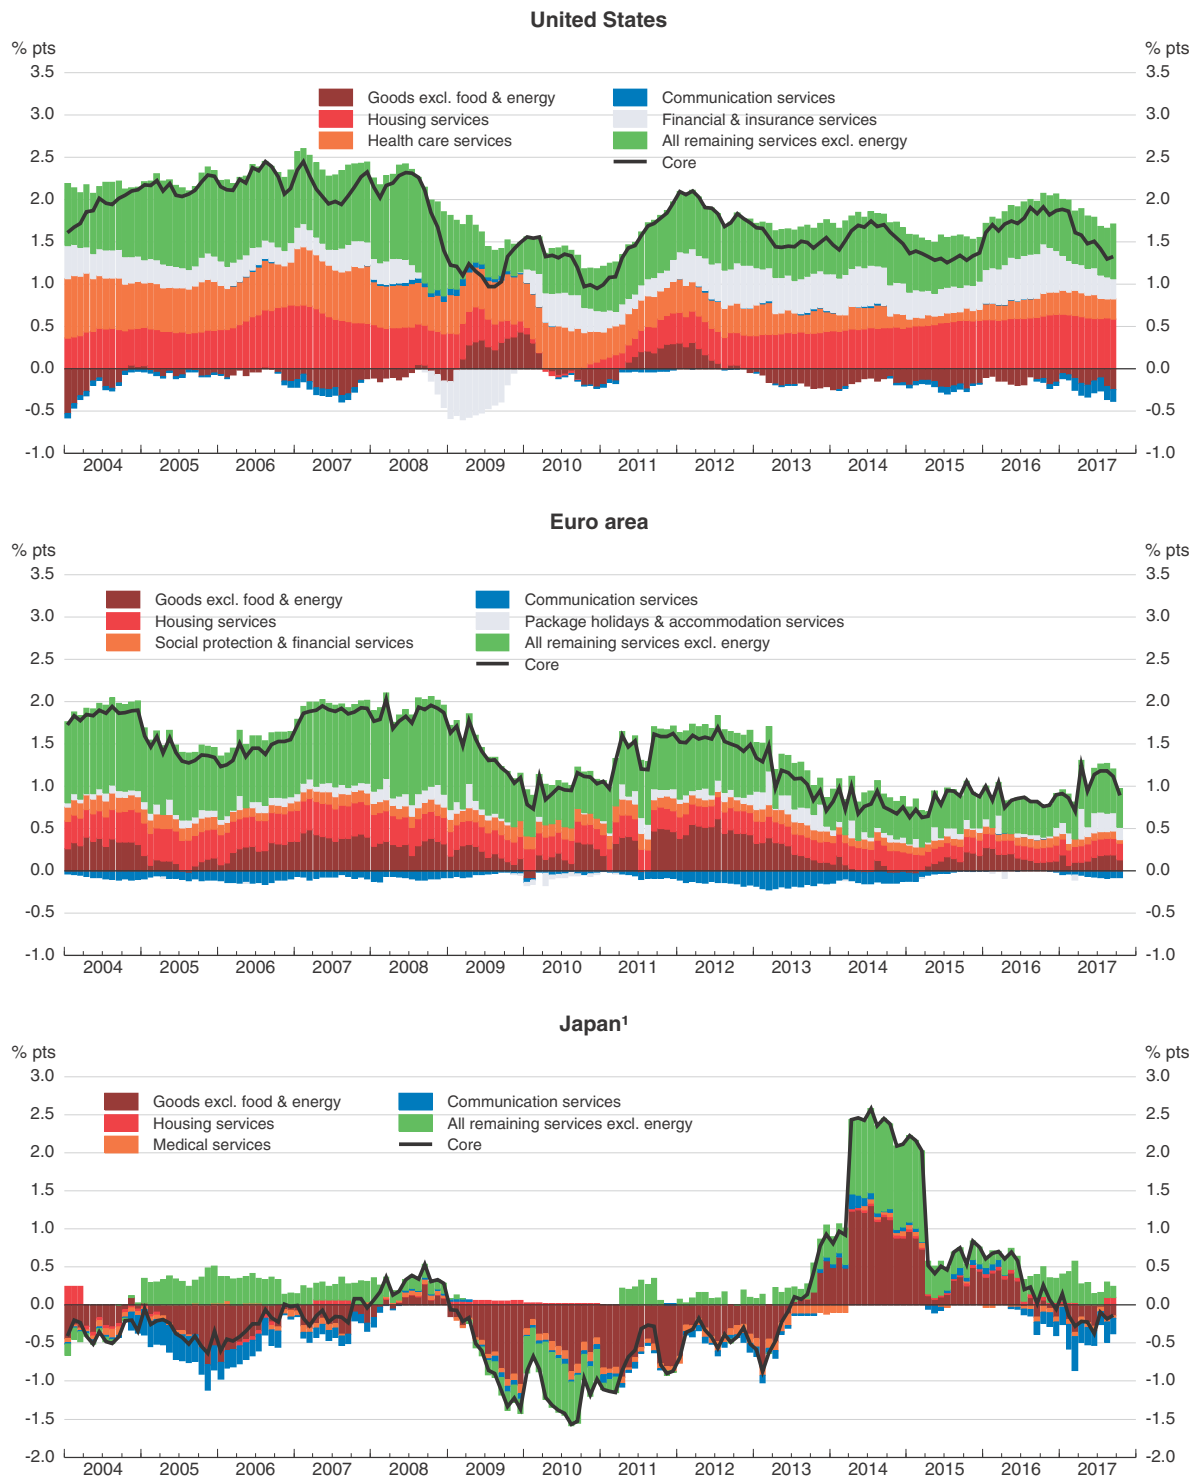 United States
% pts % pts
3.5 3.5
Goods excl. food & energy Communication services
3.0 3.0
Housing services Financial & insurance services
Health care services All remaining services excl. energy
2.5 2.5
Core
2.0 2.0
1.5 1.5
1.0 1.0
0.5 0.5
0.0 0.0
-0.5 -0.5
-1.0 -1.0
2004 2005 2006 2007 2008 2009 2010 2011 2012 2013 2014 2015 2016 2017
Euro area
% pts % pts
3.5 3.5
Goods excl. food & energy Communication services
3.0 3.0
Housing services Package holidays & accommodation services
Social protection & financial services All remaining services excl. energy
2.5 2.5
Core
2.0 2.0
1.5 1.5
1.0 1.0
0.5 0.5
0.0 0.0
-0.5 -0.5
-1.0 -1.0
2004 2005 2006 2007 2008 2009 2010 2011 2012 2013 2014 2015 2016 2017
Japan¹
% pts % pts
3.0 3.0
Goods excl. food & energy Communication services
2.5 2.5
Housing services All remaining services excl. energy
Medical services Core
2.0 2.0
1.5 1.5
1.0 1.0
0.5 0.5
0.0 0.0
-0.5 -0.5
-1.0 -1.0
-1.5 -1.5
-2.0 -2.0
2004 2005 2006 2007 2008 2009 2010 2011 2012 2013 2014 2015 2016 2017